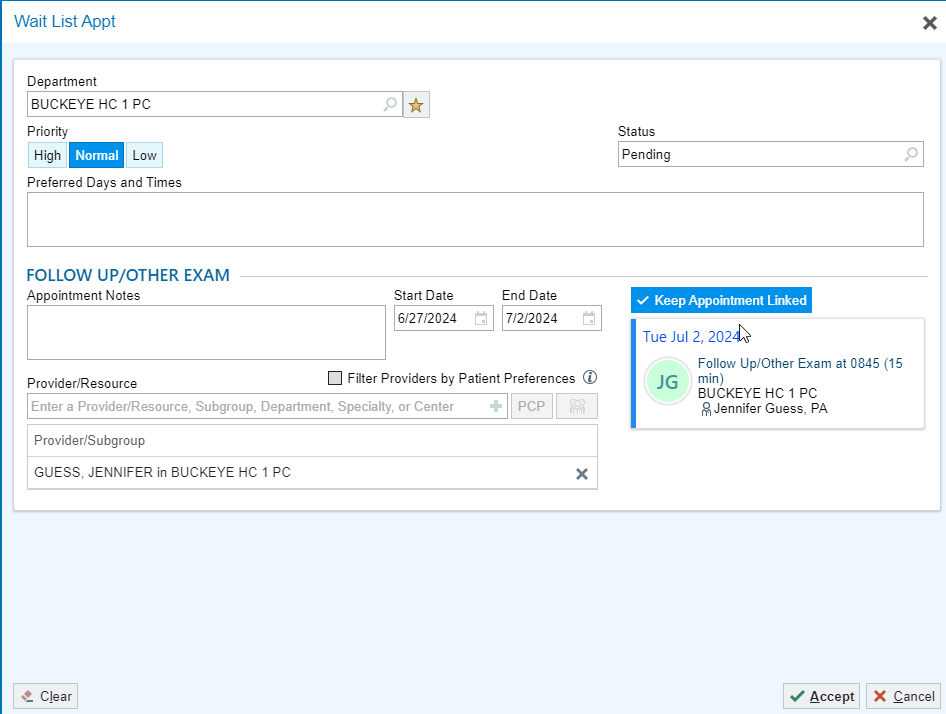 Wait List Appt
Department
BUCKEYE HC 1 PC
Priority
Status
High Normal Low
Pending
Preferred Days and Times
FOLLOW UP/OTHER EXAM
Appointment Notes
Start Date
End Date
6/27/2024
7/2/2024
Keep Appointment Linked
Tue Jul 2, 2024
JG
Follow Up/Other Exam at 0845 (15
min)
BUCKEYE HC 1 PC
Jennifer Guess, PA
Provider/Resource
Filter Providers by Patient Preferences
Enter a Provider/Resource, Subgroup, Department, Specialty, or Center
PCP
Provider/Subgroup
GUESS, JENNIFER in BUCKEYE HC 1 PC
Clear
Accept
Cancel